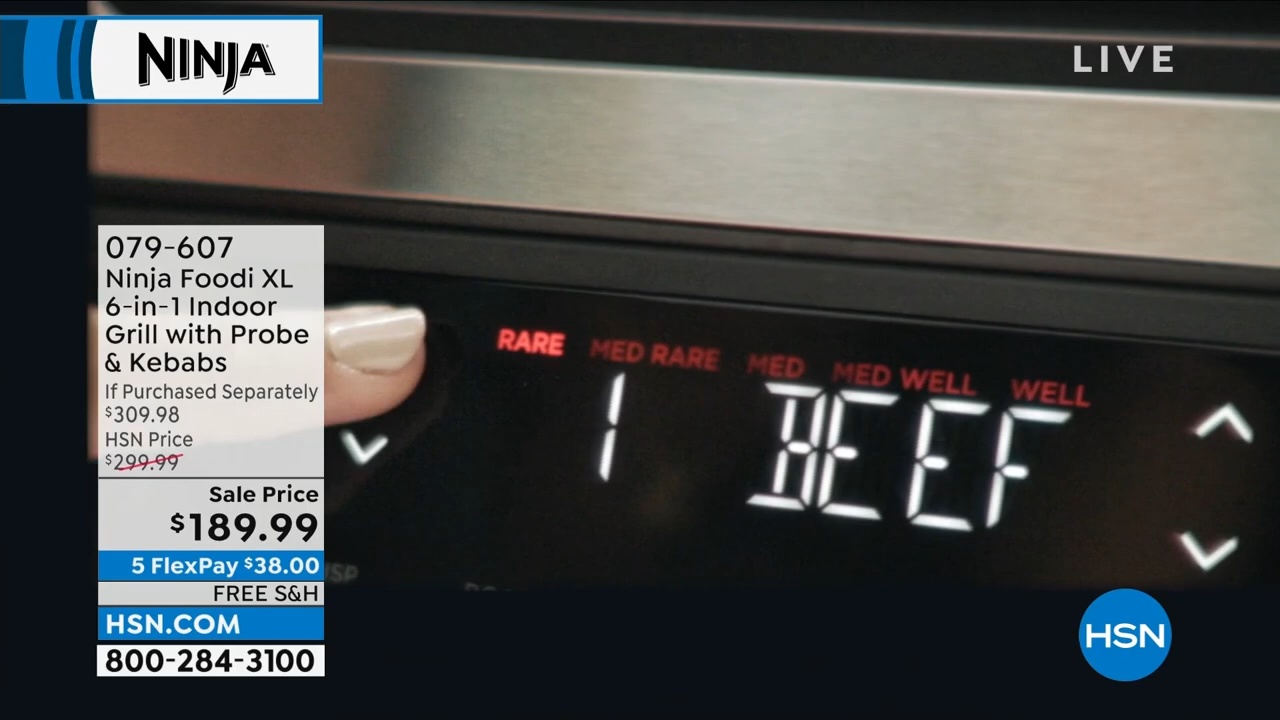 NINJA
LIVE
079-607
Ninja Foodi XL
6-in-1 Indoor
Grill with Probe
& Kebabs
If Purchased Separately
$309.98
HSN Price
$299.99
Sale Price
$189.99
5 FlexPay $38.00
FREE S&H
HSN.COM
800-284-3100
RARE MED RARE MED MED WELL WELL
1 BEEF
HSN